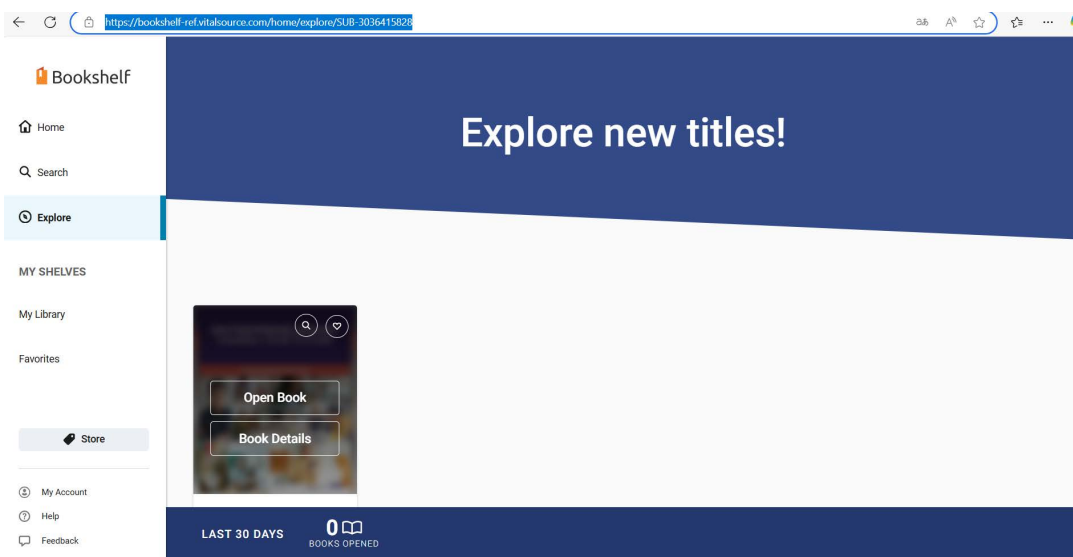 https://bookshelf-ref.vitalsource.com/home/explore/SUB-3036415828
Bookshelf
Home
Search
Explore
MY SHELVES
My Library
Favorites
Store
My Account
Help
Feedback
Explore new titles!
Open Book
Book Details
LAST 30 DAYS
0
BOOKS OPENED